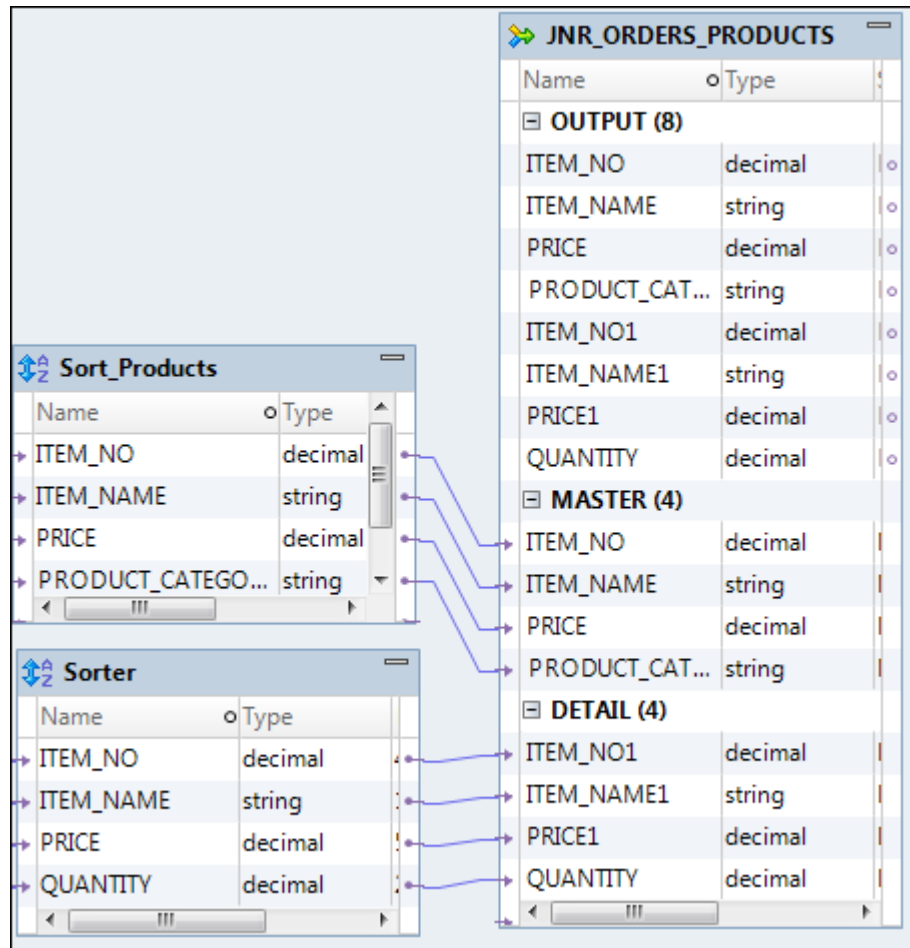 JNR_ORDERS_PRODUCTS
Name Type
OUTPUT (8)
ITEM_NO decimal
ITEM_NAME string
PRICE decimal
PRODUCT_CAT... string
ITEM_NO1 decimal
ITEM_NAME1 string
PRICE1 decimal
QUANTITY decimal
MASTER (4)
ITEM_NO decimal
ITEM_NAME string
PRICE decimal
PRODUCT_CAT... string
DETAIL (4)
ITEM_NO1 decimal
ITEM_NAME1 string
PRICE1 decimal
QUANTITY decimal
Sort_Products
Name Type
ITEM_NO decimal
ITEM_NAME string
PRICE decimal
PRODUCT_CATEGO... string
Sorter
Name Type
ITEM_NO decimal
ITEM_NAME string
PRICE decimal
QUANTITY decimal